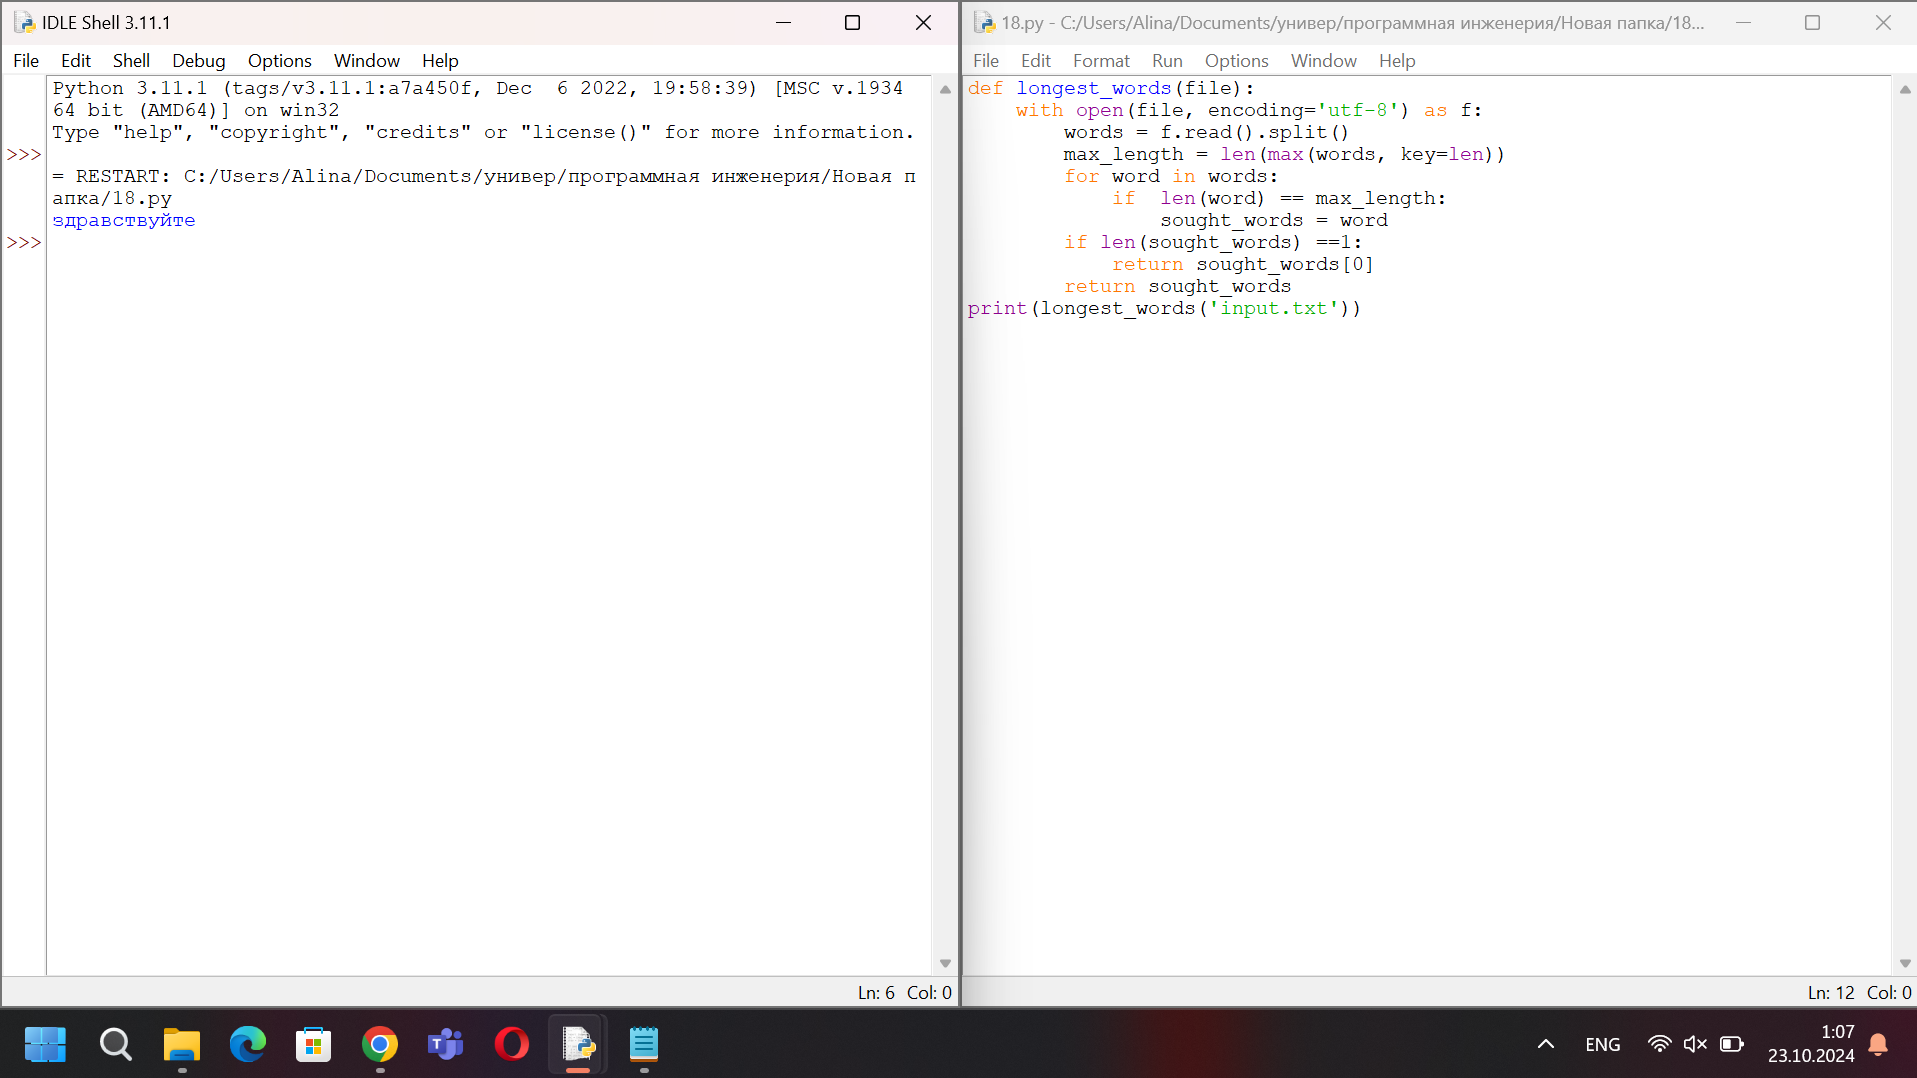 IDLE Shell 3.11.1
File Edit Shell Debug Options Window Help
Python 3.11.1 (tags/v3.11.1:a7a450f, Dec  6 2022, 19:58:39) [MSC v.1934
64 bit (AMD64)] on win32
Type "help", "copyright", "credits" or "license()" for more information.
>>>
= RESTART: C:/Users/Alina/Documents/универ/программная инженерия/Новая п
апка/18.py
здравствуйте
>>>
Ln: 6 Col: 0
18.py - C:/Users/Alina/Documents/универ/программная инженерия/Новая папка/18...
File Edit Format Run Options Window Help
def longest_words(file):
    with open(file, encoding='utf-8') as f:
        words = f.read().split()
        max_length = len(max(words, key=len))
        for word in words:
            if  len(word) == max_length:
                sought_words = word
        if len(sought_words) ==1:
            return sought_words[0]
        return sought_words
print(longest_words('input.txt'))
Ln: 12 Col: 0
ENG
1:07
23.10.2024